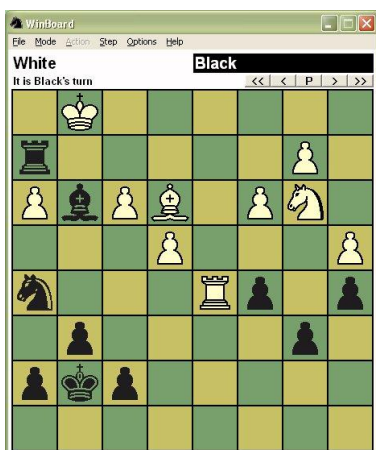 WinBoard
File Mode Action Step Options Help
White Black
It is Black's turn << < P > >>